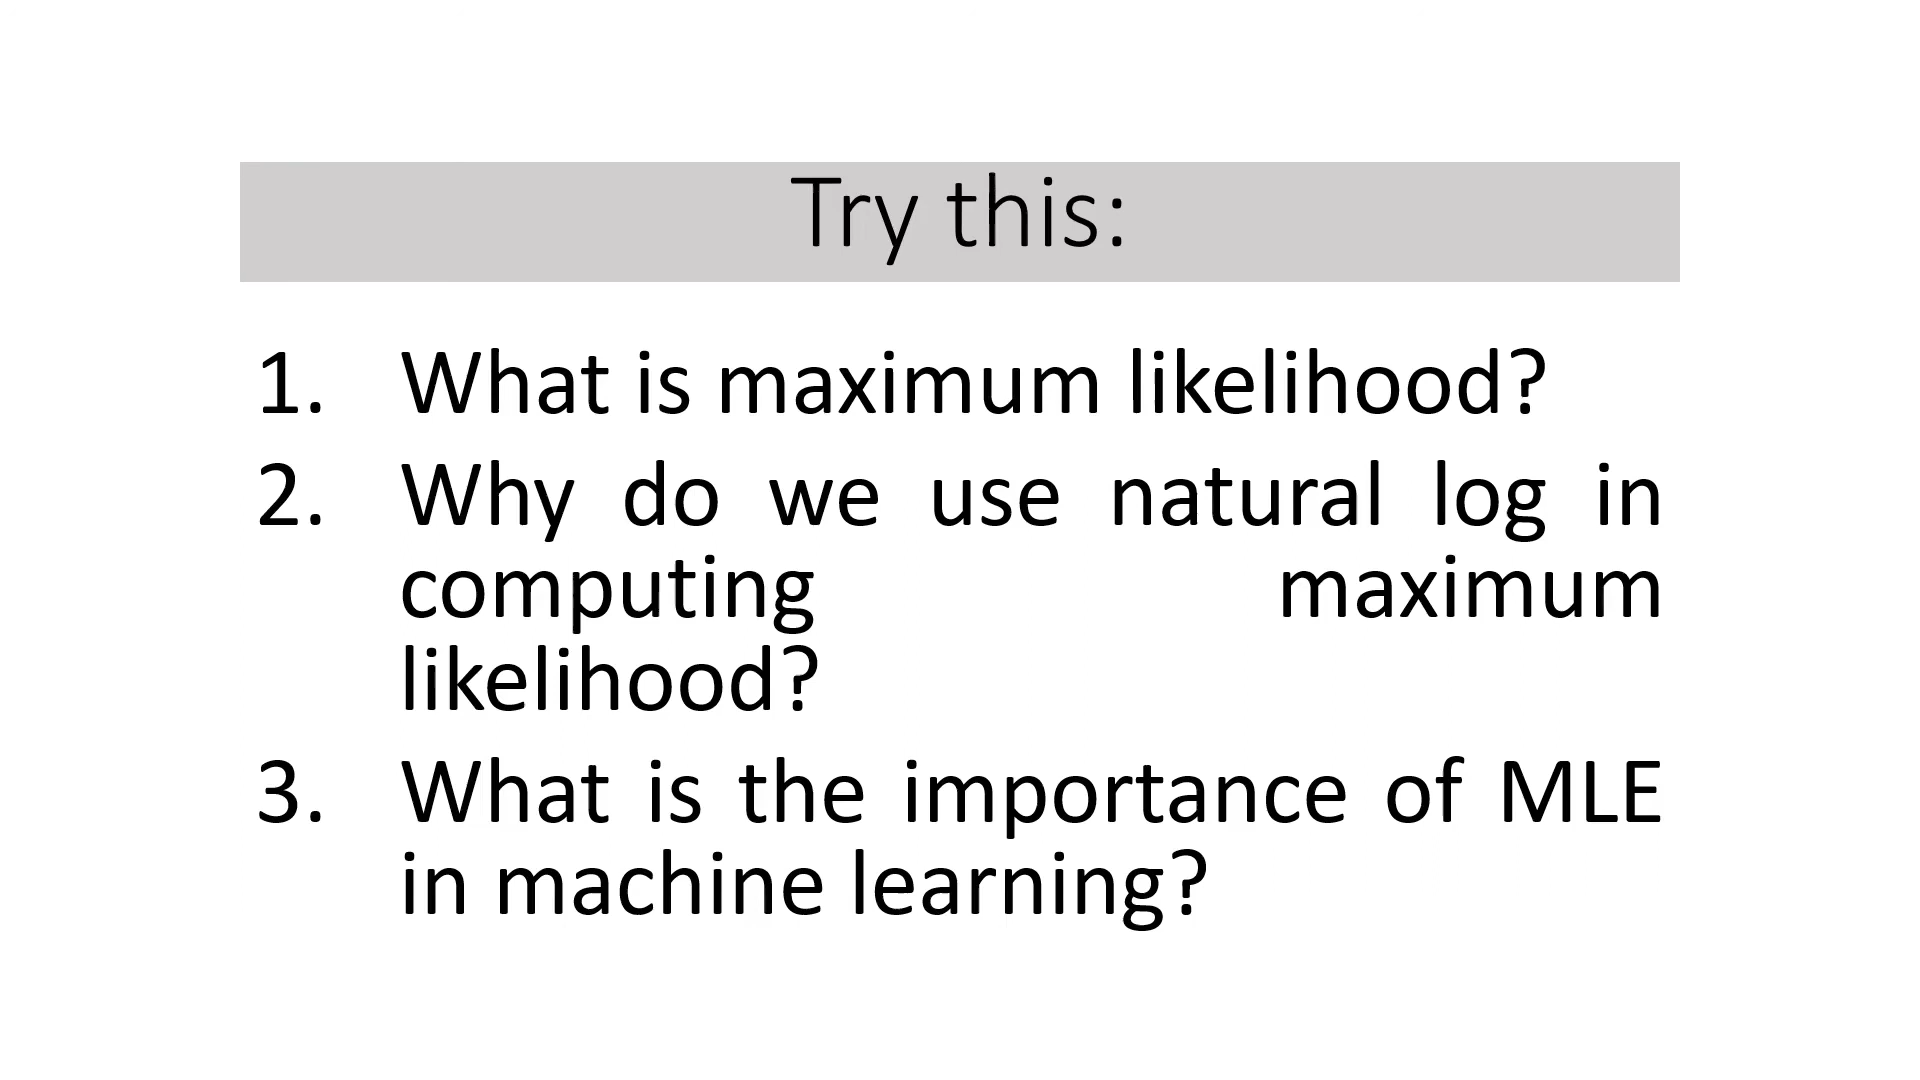 Try this:
1. What is maximum likelihood?
2. Why do we use natural log in
computing maximum
likelihood?
3. What is the importance of MLE
in machine learning?